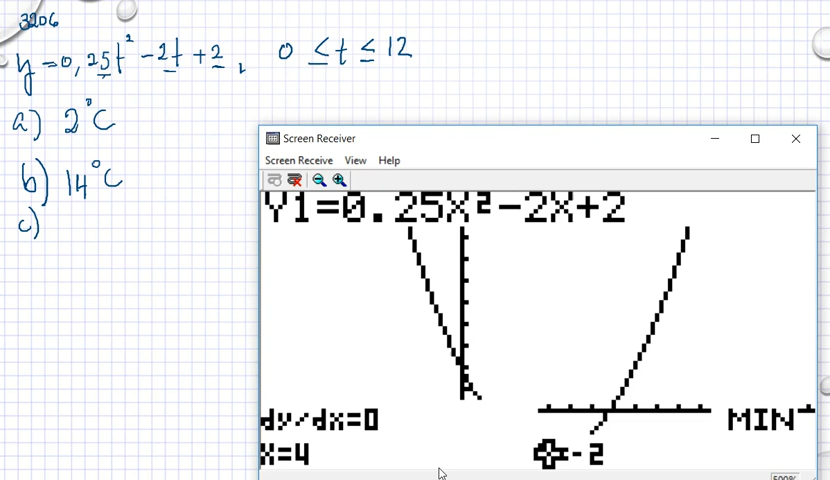 3206
y = 0,25t² - 2t + 2, 0 ≤ t ≤ 12
a) 2°C
b) 14°C
c)
Screen Receiver
Screen Receive View Help
Y1=0.25X²-2X+2
dy/dx=0 MIN
X=4 =-2
500%